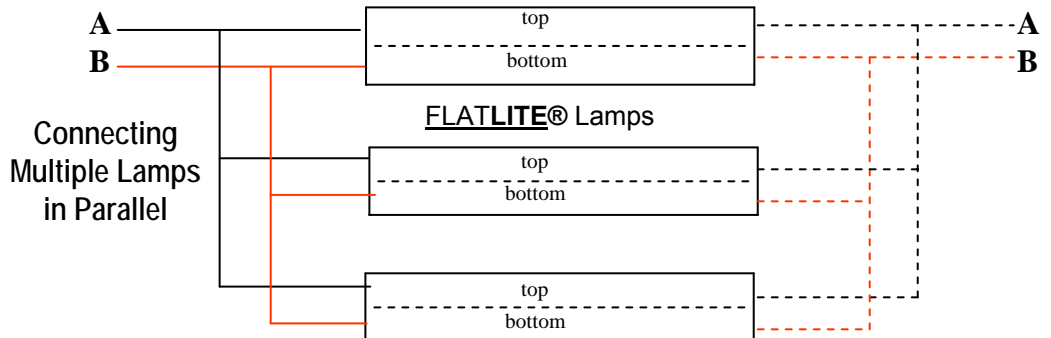 top
A A
B B
bottom
FLATLITE® Lamps
Connecting
Multiple Lamps
in Parallel
top
bottom
top
bottom